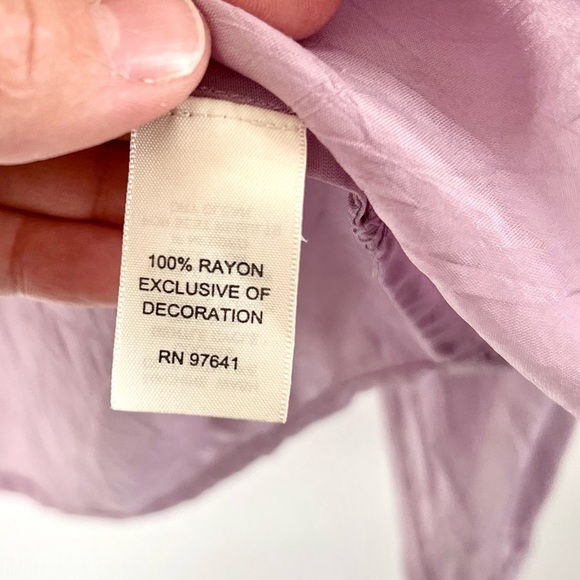 100% RAYON
EXCLUSIVE OF
DECORATION
RN 97641